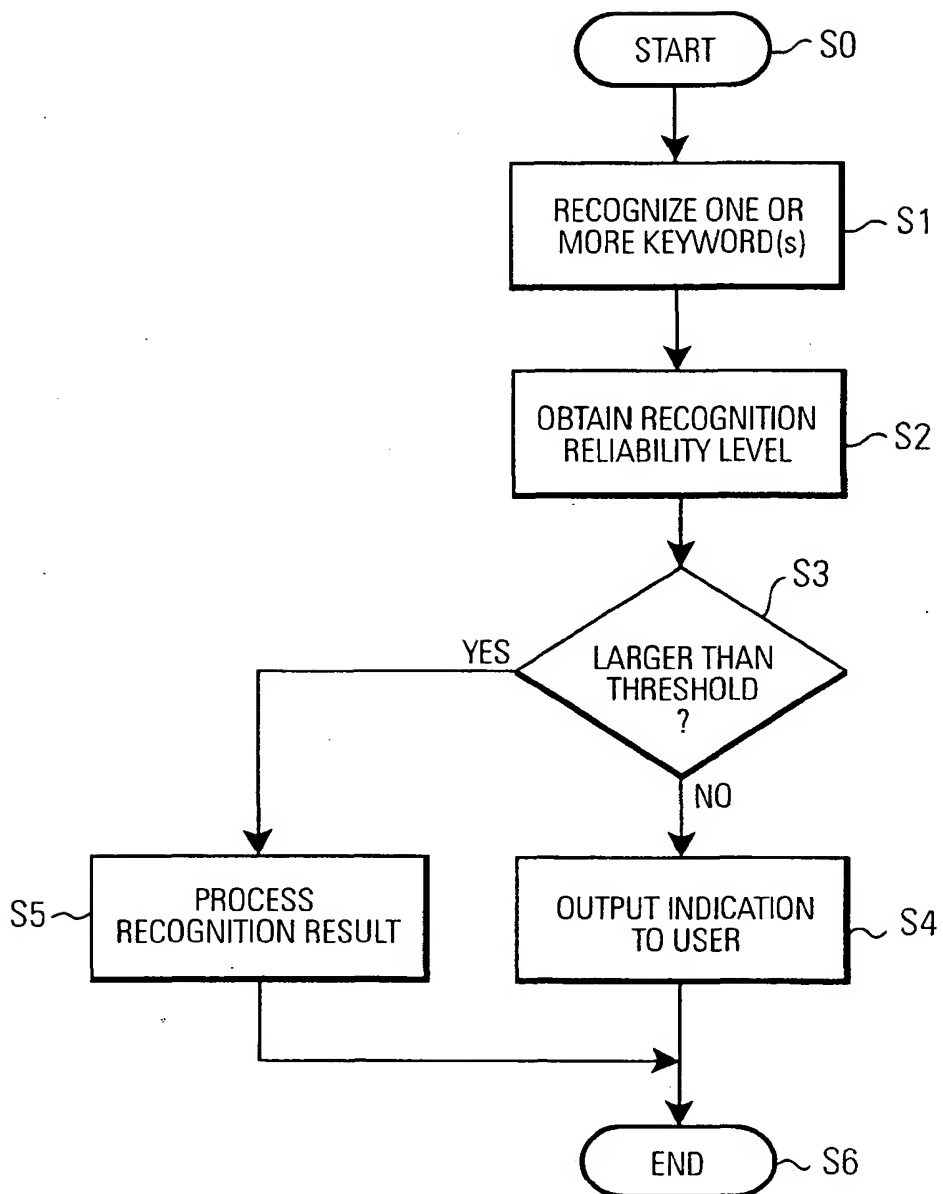 START
S0
RECOGNIZE ONE OR
MORE KEYWORD(s)
S1
OBTAIN RECOGNITION
RELIABILITY LEVEL
S2
S3
YES
LARGER THAN
THRESHOLD
?
NO
S5
PROCESS
RECOGNITION RESULT
OUTPUT INDICATION
TO USER
S4
END
S6